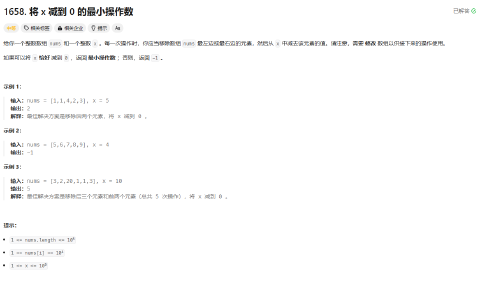 1658. 将 x 减到 0 的最小操作数
已解答
中等
相关标签
相关企业
提示
Aa
给你一个整数数组 nums 和一个整数 x 。每一次操作时，你应当移除数组 nums 最左边或最右边的元素，然后从 x 中减去该元素的值。请注意，需要 修改 数组以供接下来的操作使用。
如果可以将 x 恰好 减到 0 ，返回 最小操作数 ；否则，返回 -1 。
示例 1：
输入：nums = [1,1,4,2,3], x = 5
输出：2
解释：最佳解决方案是移除后两个元素，将 x 减到 0 。
示例 2：
输入：nums = [5,6,7,8,9], x = 4
输出：-1
示例 3：
输入：nums = [3,2,20,1,1,3], x = 10
输出：5
解释：最佳解决方案是移除后三个元素和前两个元素（总共 5 次操作），将 x 减到 0 。
提示：
1 <= nums.length <= 10⁵
1 <= nums[i] <= 10⁴
1 <= x <= 10⁹